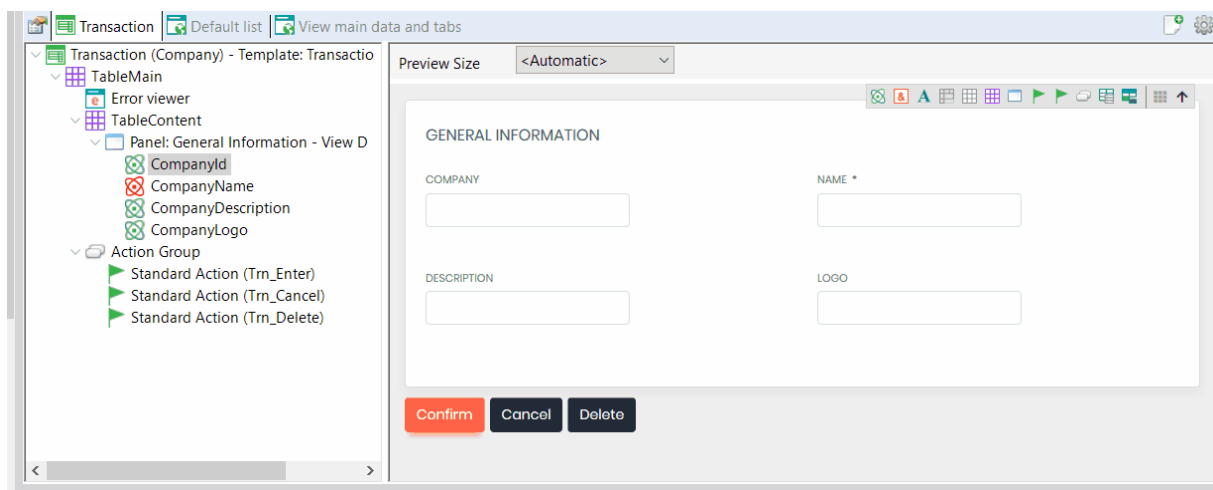 Transaction Default list View main data and tabs
Transaction (Company) - Template: Transactio
TableMain
Error viewer
TableContent
Panel: General Information - View D
CompanyId
CompanyName
CompanyDescription
CompanyLogo
Action Group
Standard Action (Trn_Enter)
Standard Action (Trn_Cancel)
Standard Action (Trn_Delete)
Preview Size <Automatic>
GENERAL INFORMATION
COMPANY NAME *
DESCRIPTION LOGO
Confirm Cancel Delete